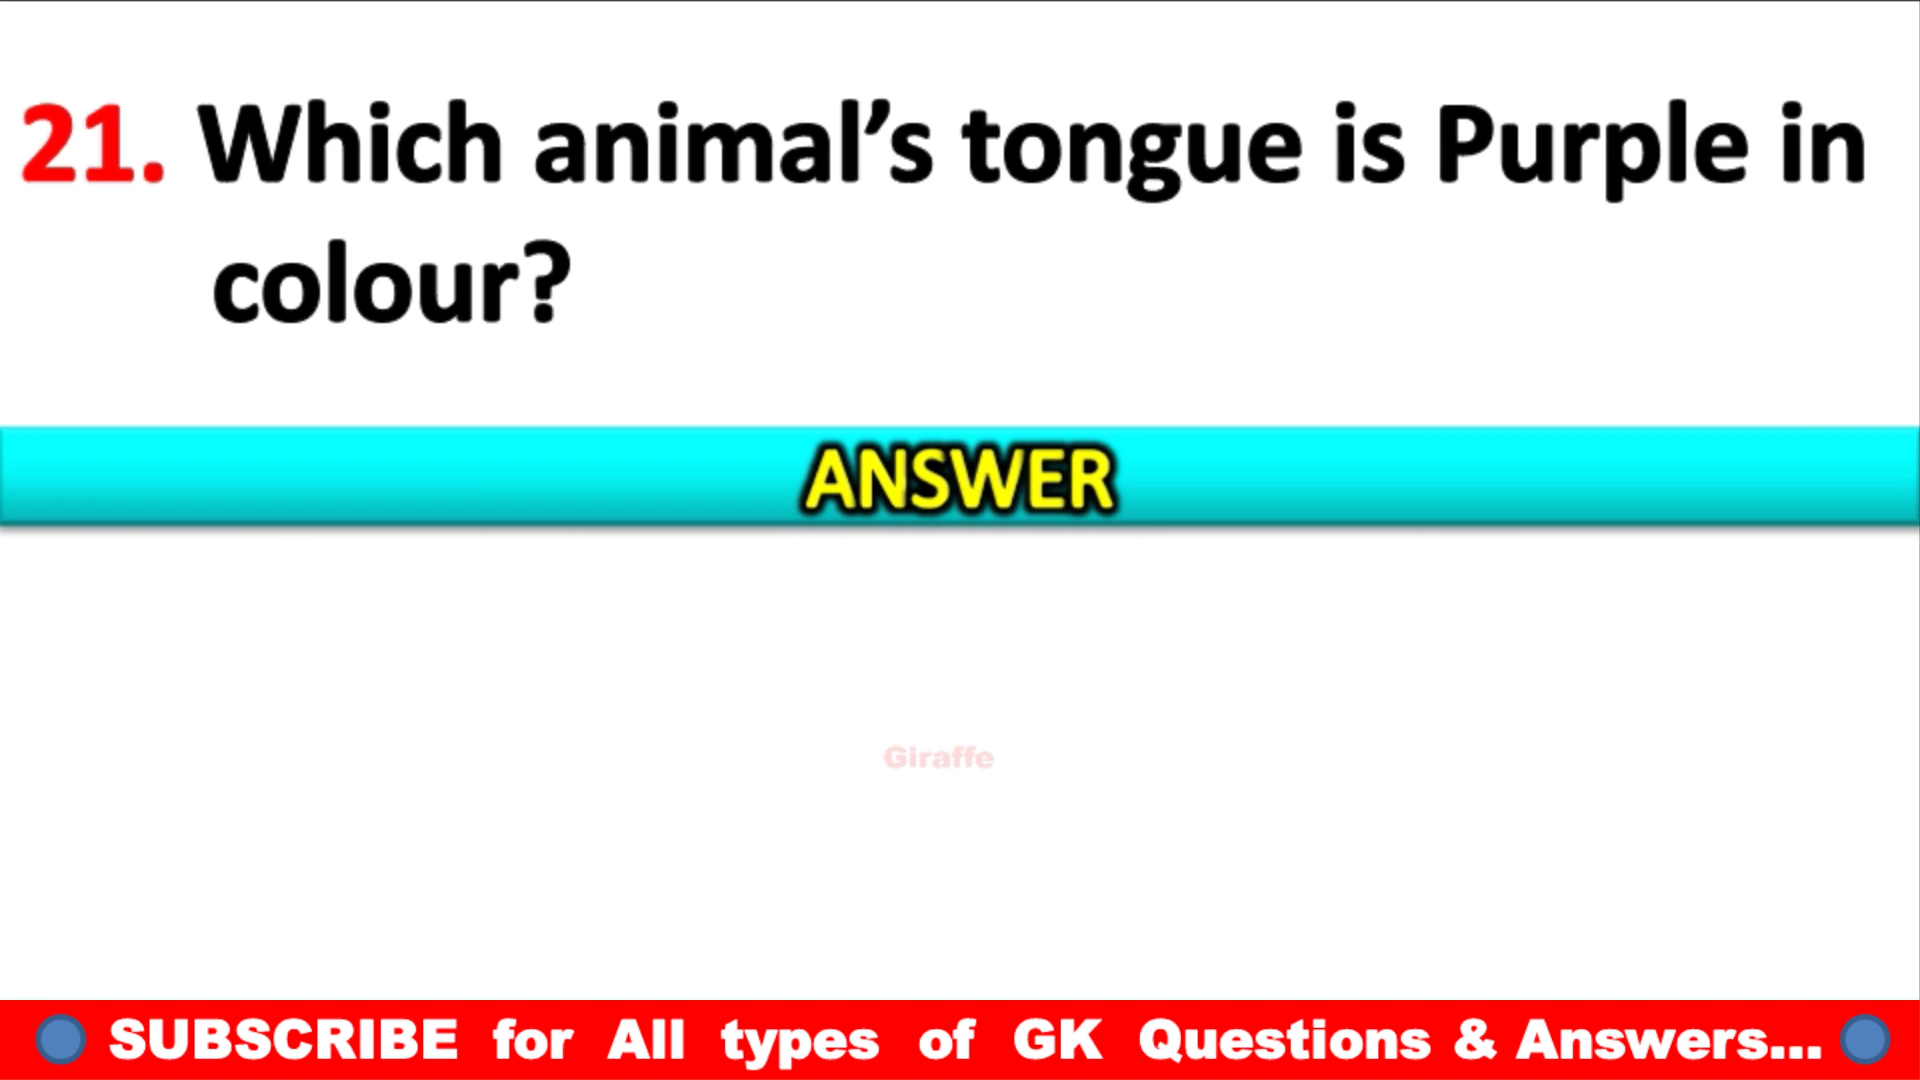 21. Which animal’s tongue is Purple in
colour?
ANSWER
Giraffe
SUBSCRIBE for All types of GK Questions & Answers...